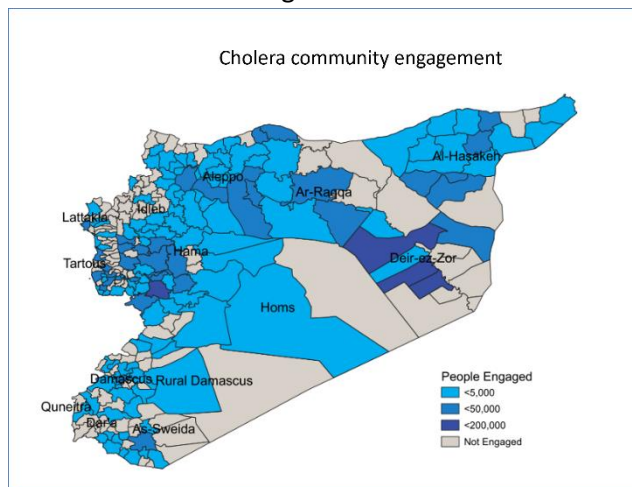 Cholera community engagement
Al-Hasakeh
Aleppo
Ar-Raqqa
Idleb
Lattakia
Hama
Tartous
Deir-ez-Zor
Homs
Damascus
Rural Damascus
Quneitra
Dar'a
As-Sweida
People Engaged
<5,000
<50,000
<200,000
Not Engaged